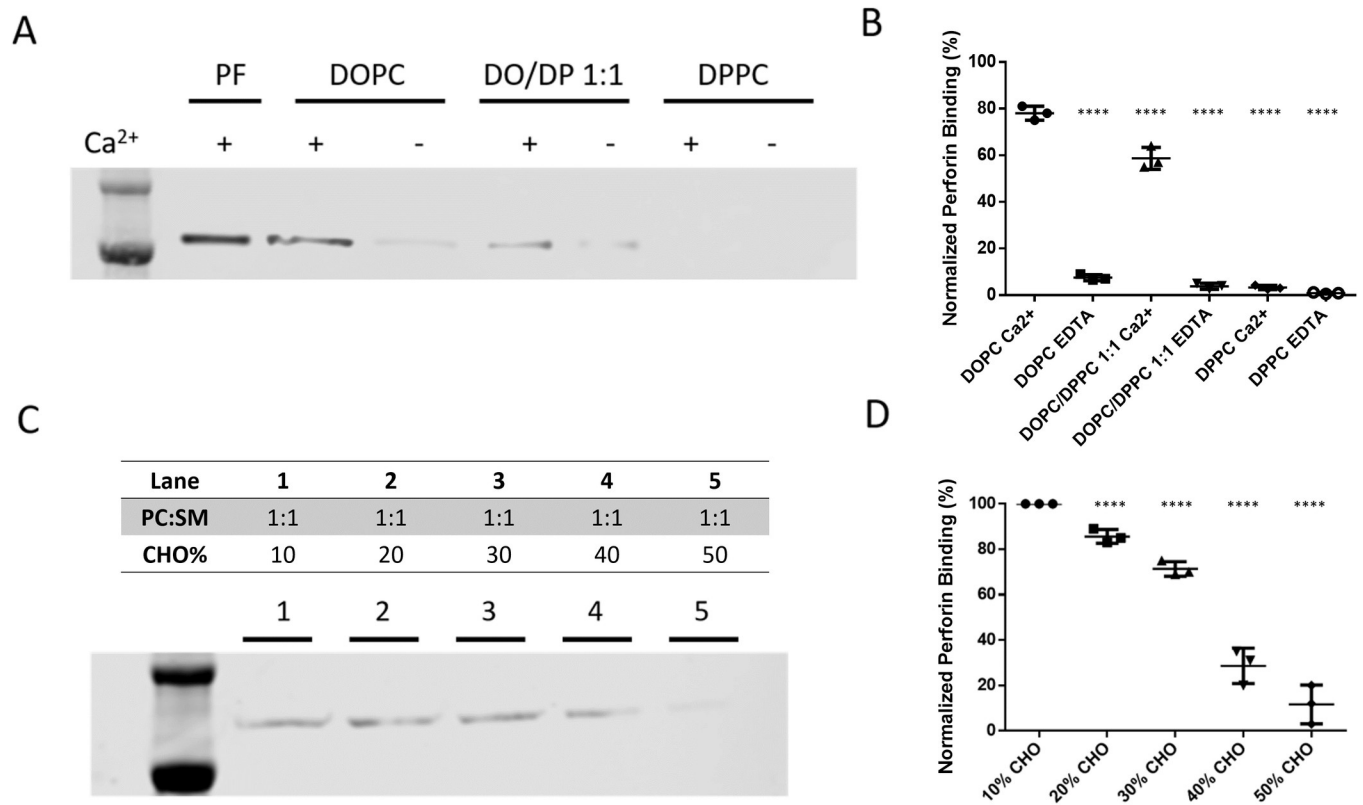 A
PF DOPC DO/DP 1:1 DPPC
Ca2+ + + - + - + -
B
Normalized Perforin Binding (%)
100
80
60
40
20
0
**** **** **** **** ****
DOPC Ca2+
DOPC EDTA
DOPC/DPPC 1:1 Ca2+
DOPC/DPPC 1:1 EDTA
DPPC Ca2+
DPPC EDTA
C
Lane 1 2 3 4 5
PC:SM 1:1 1:1 1:1 1:1 1:1
CHO% 10 20 30 40 50
1 2 3 4 5
D
Normalized Perforin Binding (%)
100
80
60
40
20
0
**** **** **** ****
10% CHO
20% CHO
30% CHO
40% CHO
50% CHO